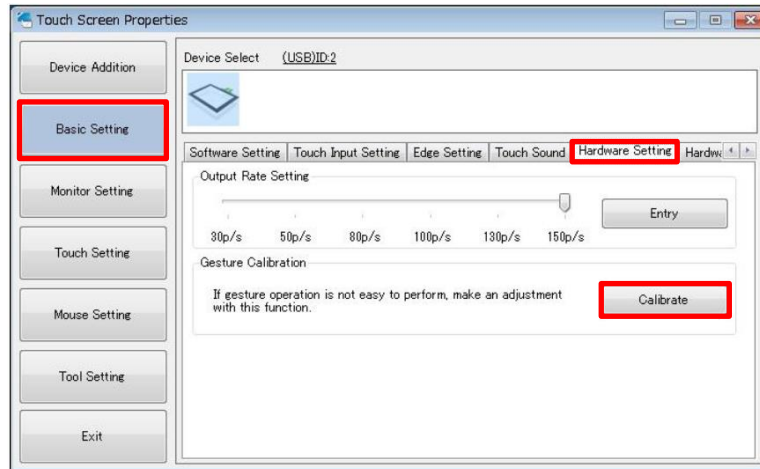 Touch Screen Properties
Device Addition
Basic Setting
Monitor Setting
Touch Setting
Mouse Setting
Tool Setting
Exit
Device Select (USB)ID:2
Software Setting Touch Input Setting Edge Setting Touch Sound Hardware Setting Hardw
Output Rate Setting
30p/s 50p/s 80p/s 100p/s 130p/s 150p/s
Entry
Gesture Calibration
If gesture operation is not easy to perform, make an adjustment
with this function.
Calibrate